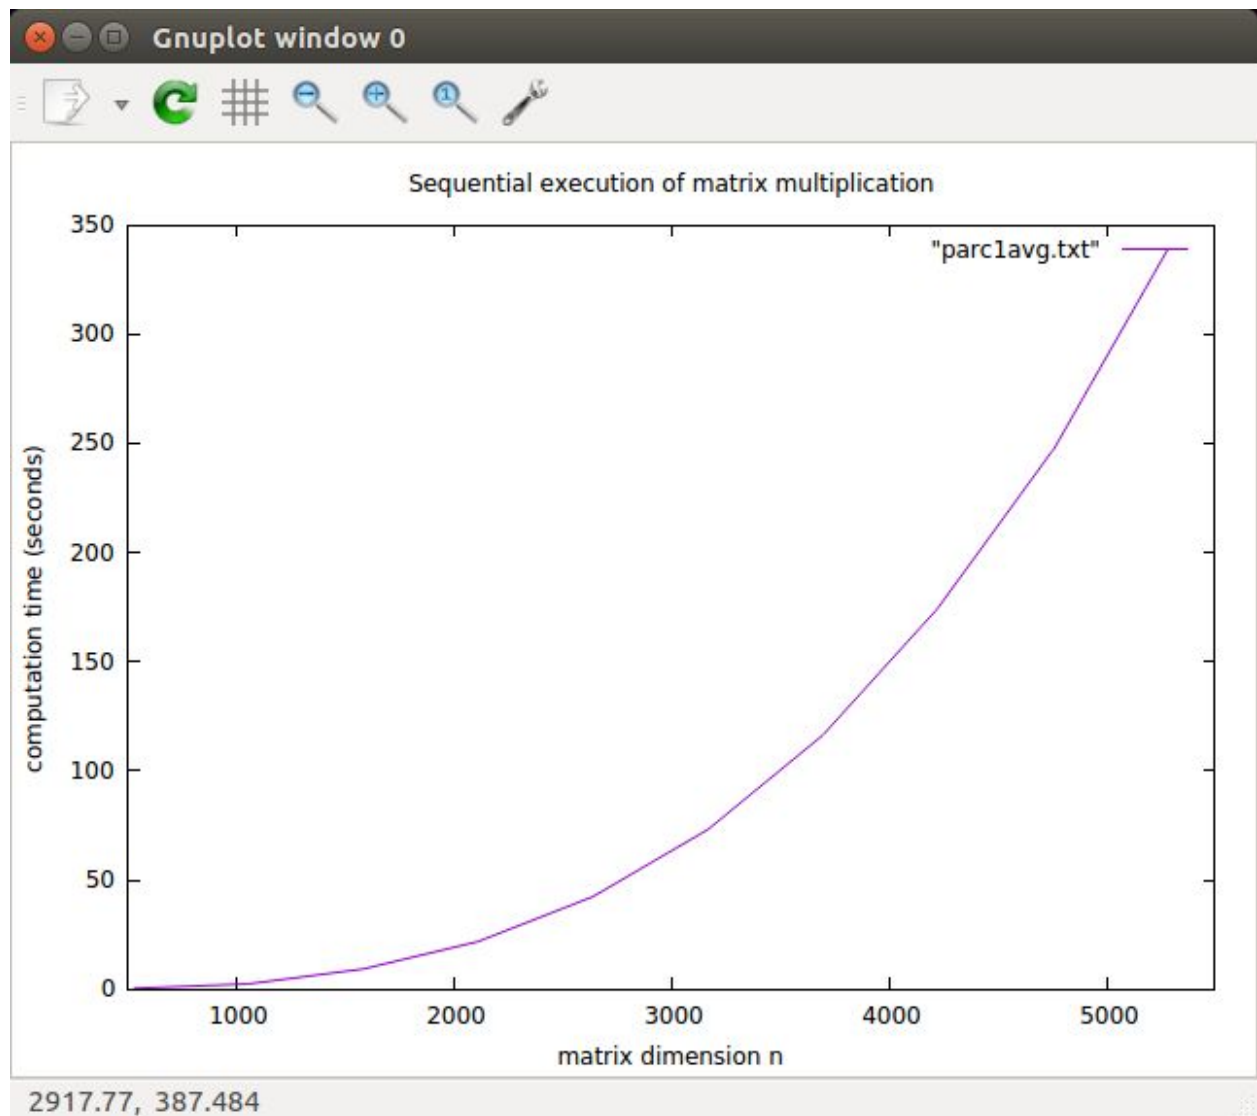 Gnuplot window 0
1
Sequential execution of matrix multiplication
"parc1avg.txt"
350
300
250
200
150
100
50
0
computation time (seconds)
1000 2000 3000 4000 5000
matrix dimension n
2917.77, 387.484